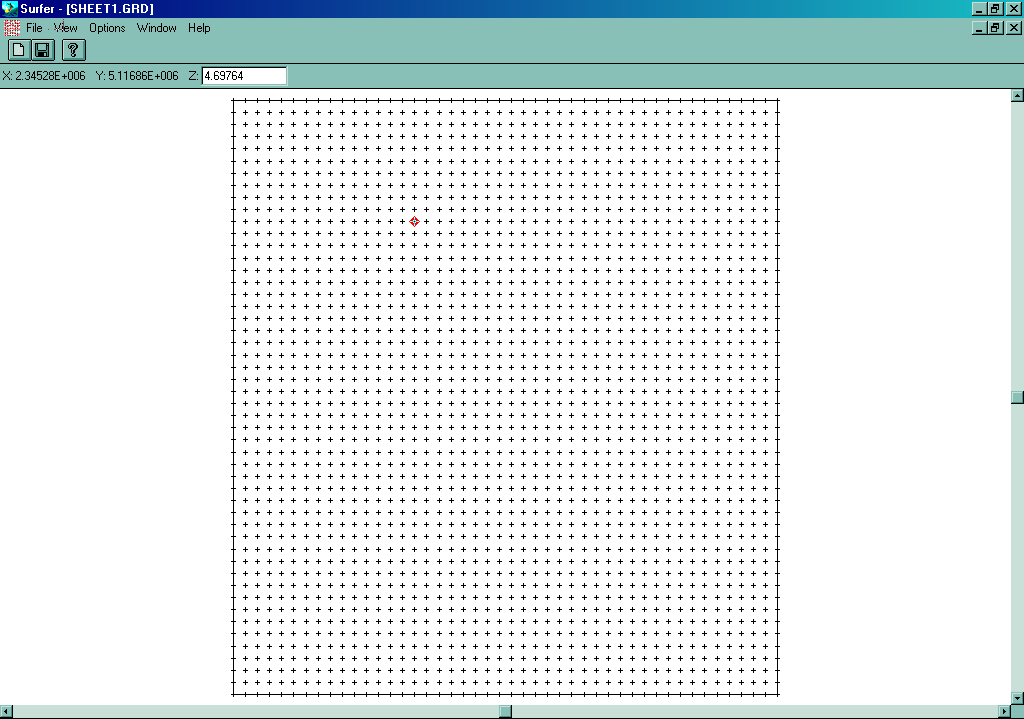 Surfer - [SHEET1.GRD]
File View Options Window Help
X: 2.34528E+006 Y: 5.11686E+006 Z: 4.69764